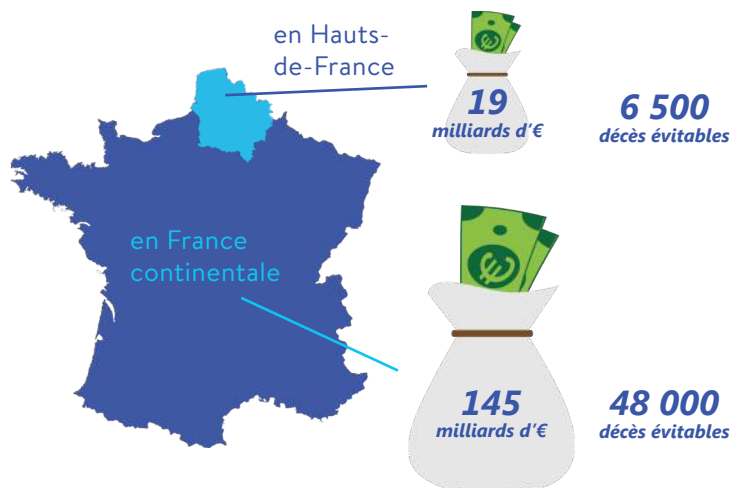 en Hauts-
de-France
19
milliards d'€
6 500
décès évitables
en France
continentale
145
milliards d'€
48 000
décès évitables